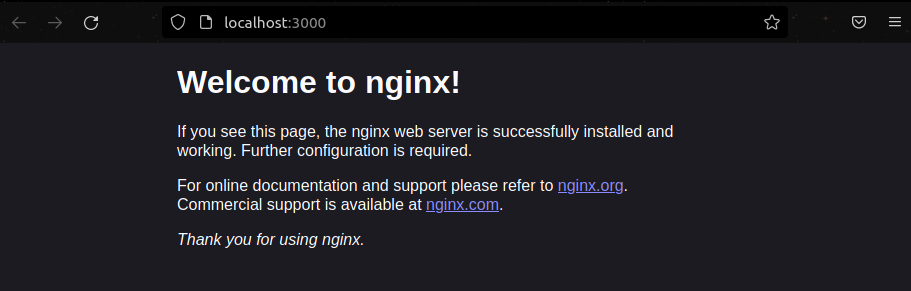 localhost:3000
Welcome to nginx!
If you see this page, the nginx web server is successfully installed and
working. Further configuration is required.
For online documentation and support please refer to nginx.org.
Commercial support is available at nginx.com.
Thank you for using nginx.